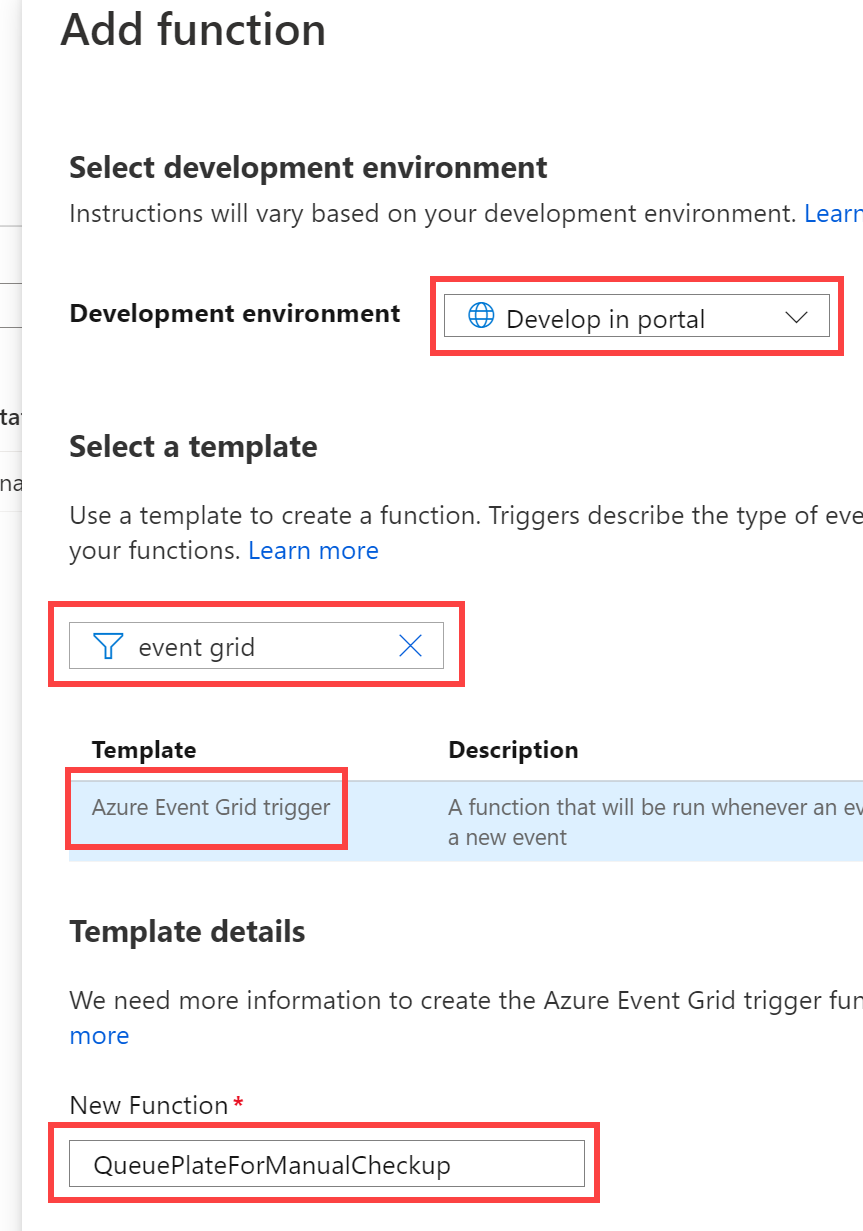 Add function
Select development environment
Instructions will vary based on your development environment. Learn
Development environment
Develop in portal
Select a template
Use a template to create a function. Triggers describe the type of eve
your functions. Learn more
event grid
Template Description
Azure Event Grid trigger A function that will be run whenever an ev
a new event
Template details
We need more information to create the Azure Event Grid trigger fun
more
New Function *
QueuePlateForManualCheckup